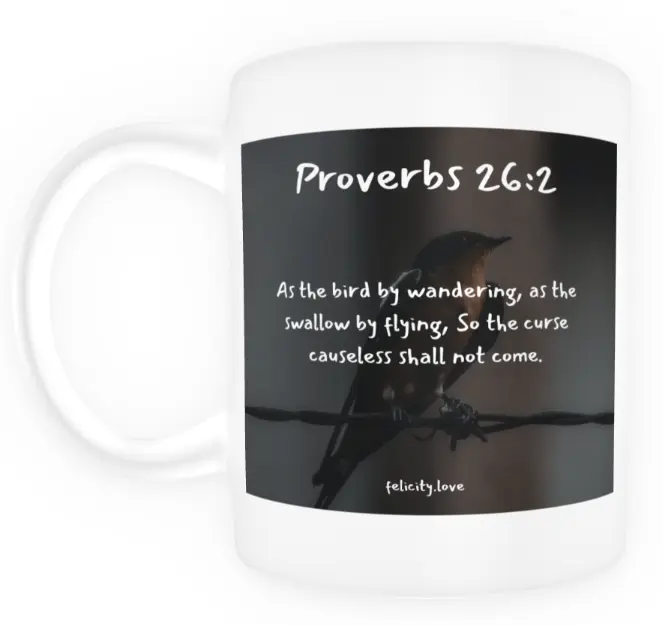 Proverbs 26:2
As the bird by wandering, as the
swallow by flying, So the curse
causeless shall not come.
felicity.love